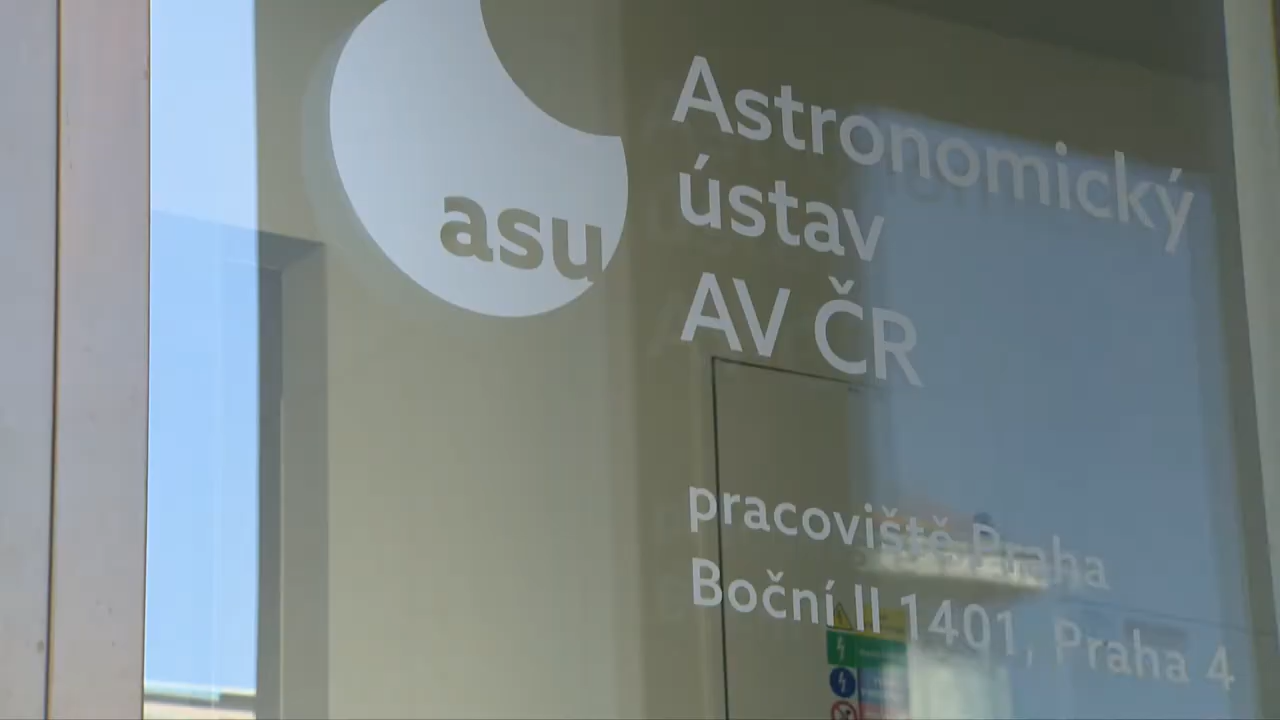 asu
Astronomický
ústav
AV ČR
pracoviště Praha
Boční II 1401, Praha 4